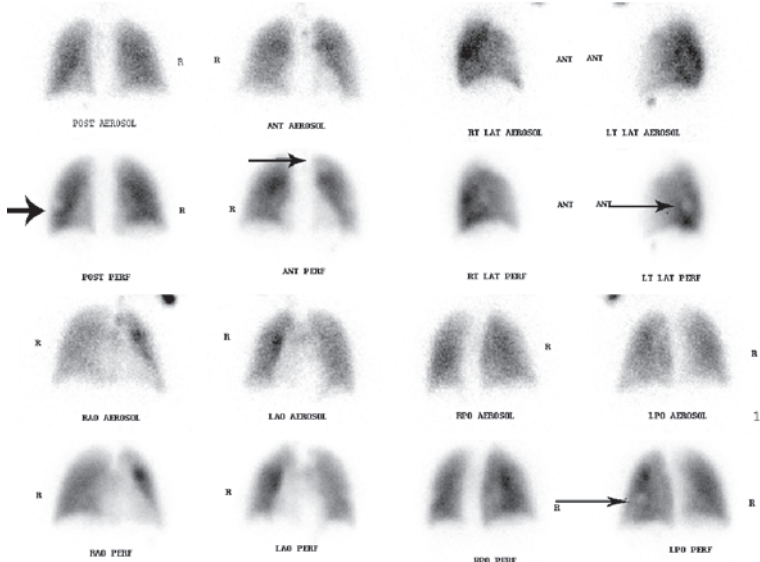 R R ANT ANT
POST AEROSOL ANT AEROSOL RT LAT AEROSOL LT LAT AEROSOL
R R ANT ANT
POST PERF ANT PERF RT LAT PERF LT LAT PERF
R R R R
RAO AEROSOL LAO AEROSOL RPO AEROSOL LPO AEROSOL 1
R R R R
RAO PERF LAO PERF RPO PERF LPO PERF